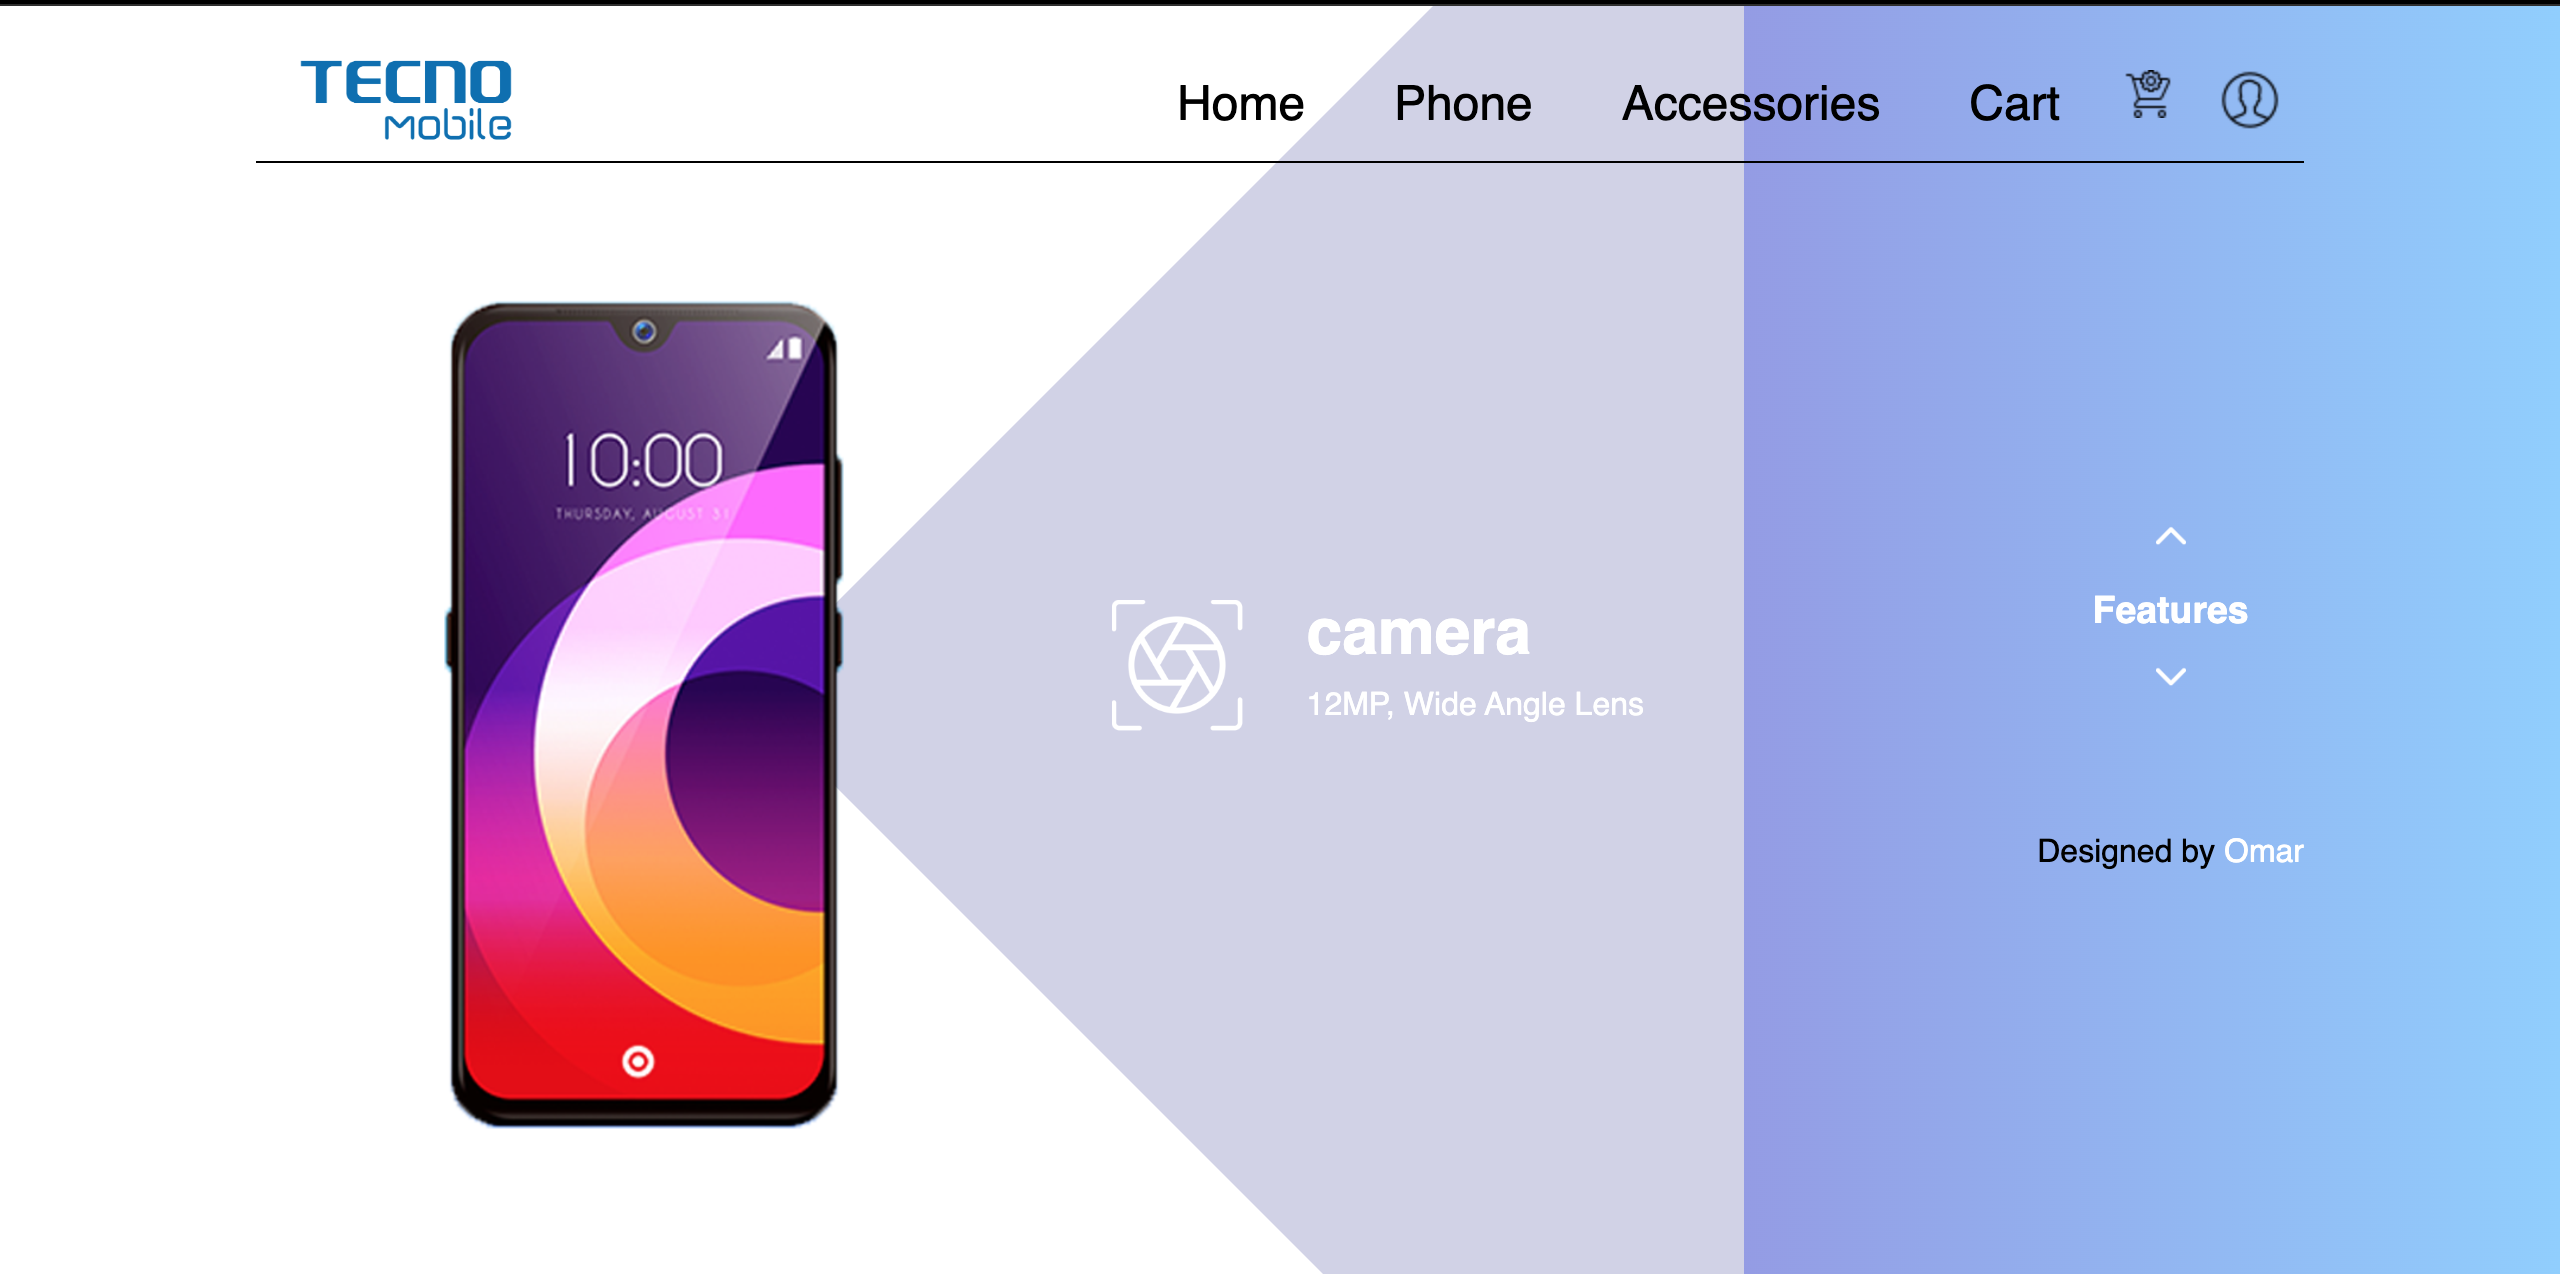 TECNO
Mobile
Home Phone Accessories Cart
10:00
THURSDAY, AUGUST 31
camera
12MP, Wide Angle Lens
Features
Designed by Omar